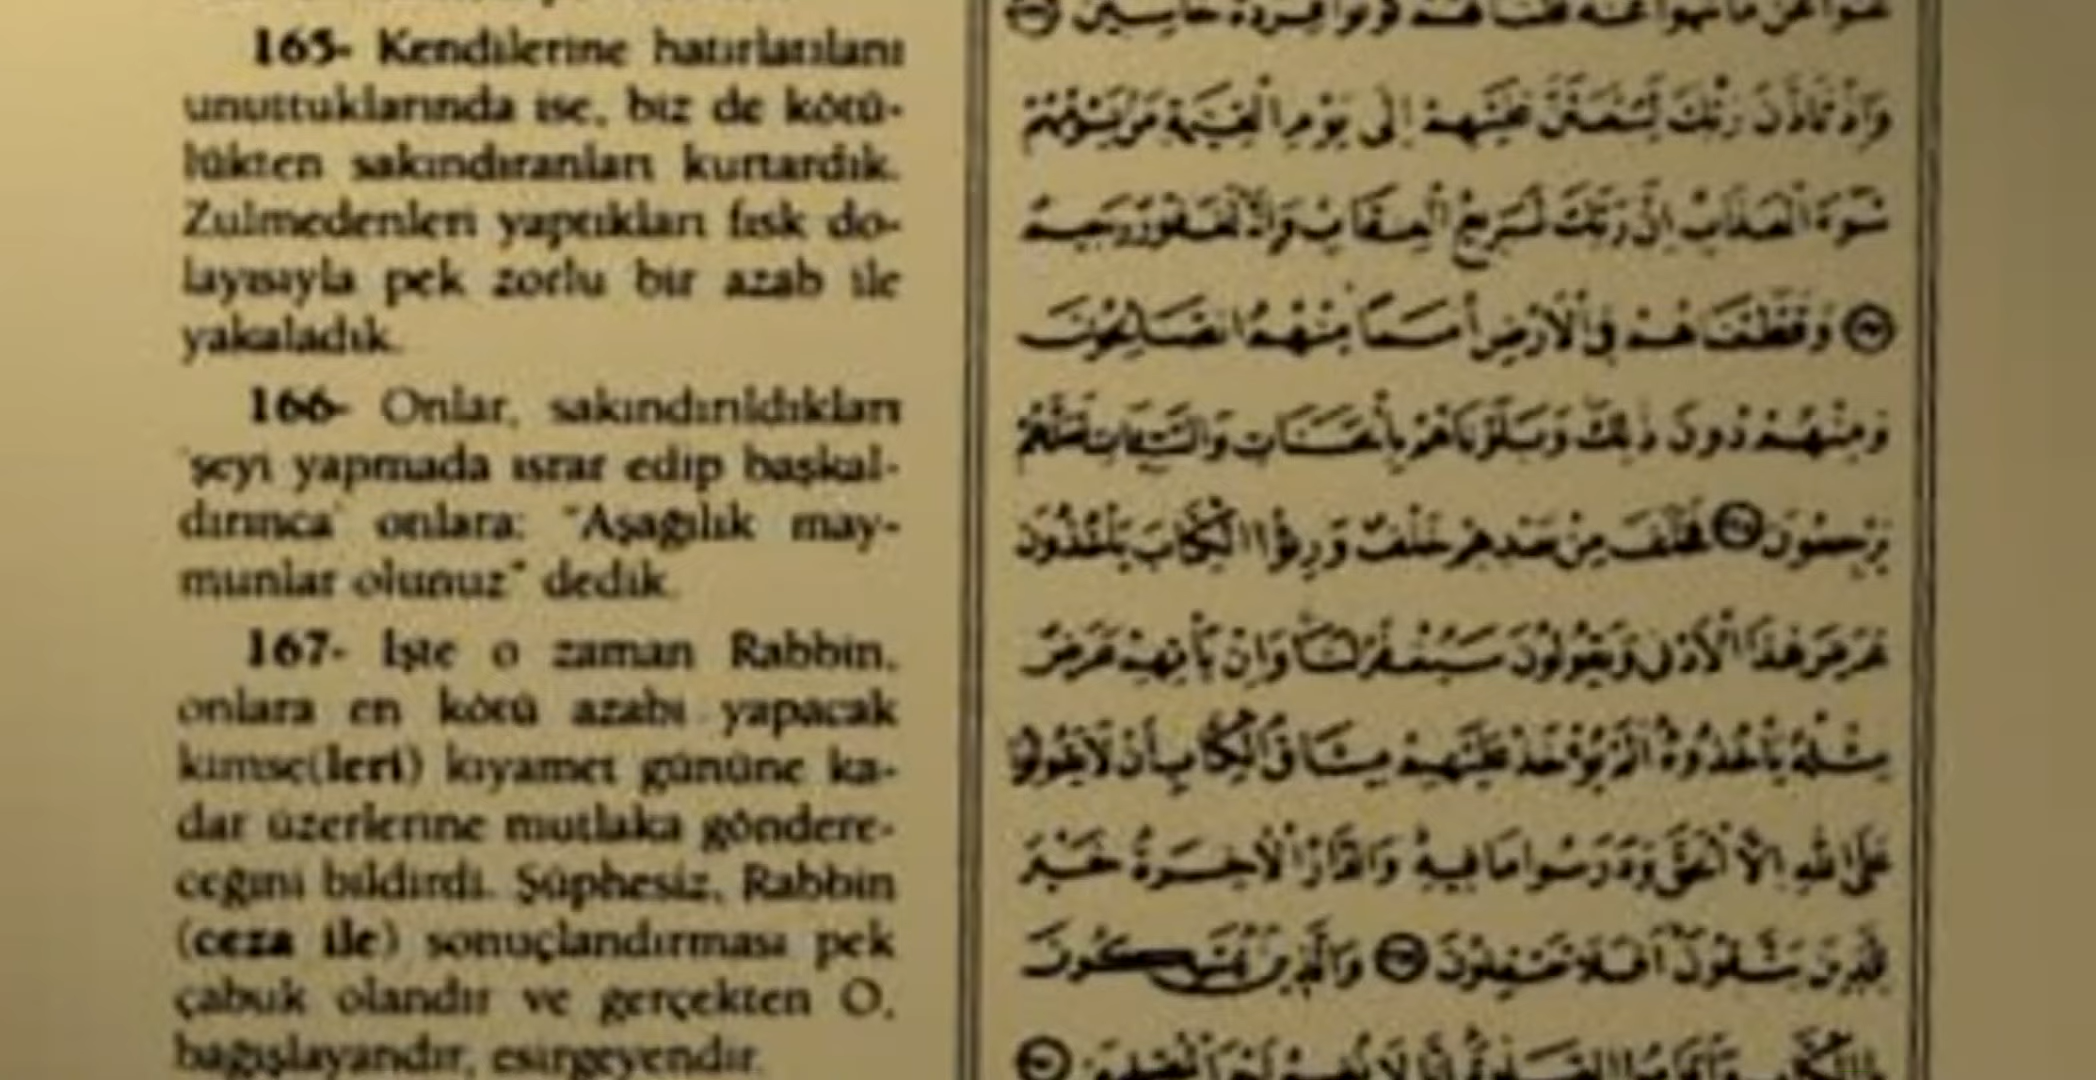 165- Kendilerine hatırlatılanı
unuttuklarında ise, biz de kötü-
lükten sakındıranları kurtardık.
Zulmedenleri yaptıkları fısk do-
layısıyla pek zorlu bir azab ile
yakaladık.
166- Onlar, sakındırıldıkları
şeyi yapmada ısrar edip başkal-
dırınca' onlara: "Aşağılık may-
munlar olunuz" dedik.
167- İşte o zaman Rabbin,
onlara en kötü azabı yapacak
kimse(leri) kıyamet gününe ka-
dar üzerlerine mutlaka göndere-
ceğini bildirdi. Şüphesiz, Rabbin
(ceza ile) sonuçlandırması pek
çabuk olandır ve gerçekten O,
bağışlayandır, esirgeyendir.
وَإِذْ تَأَذَّنَ رَبُّكَ لَيَبْعَثَنَّ عَلَيْهِمْ إِلَى يَوْمِ الْقِيَمَةِ مَنْ يَسُومُهُمْ
سُوءَ الْعَذَابِ إِنَّ رَبَّكَ لَسَرِيعُ الْعِقَابِ وَإِنَّهُ لَغَفُورٌ رَحِيمٌ
وَقَطَّعْنَاهُمْ فِي الْأَرْضِ أُمَمًا مِنْهُمُ الصَّالِحُونَ
وَمِنْهُمْ دُونَ ذَلِكَ وَبَلَوْنَاهُمْ بِالْحَسَنَاتِ وَالسَّيِّئَاتِ لَعَلَّهُمْ
يَرْجِعُونَ فَخَلَفَ مِنْ بَعْدِهِمْ خَلْفٌ وَرِثُوا الْكِتَابَ يَأْخُذُونَ
عَرَضَ هَذَا الْأَدْنَى وَيَقُولُونَ سَيُغْفَرُ لَنَا وَإِنْ يَأْتِهِمْ عَرَضٌ
مِثْلُهُ يَأْخُذُوهُ أَلَمْ يُؤْخَذْ عَلَيْهِمْ مِيثَاقُ الْكِتَابِ أَنْ لَا يَقُولُوا
عَلَى اللَّهِ إِلَّا الْحَقَّ وَدَرَسُوا مَا فِيهِ وَالدَّارُ الْآخِرَةُ خَيْرٌ
لِلَّذِينَ يَتَّقُونَ أَفَلَا تَعْقِلُونَ وَالَّذِينَ يُمَسِّكُونَ